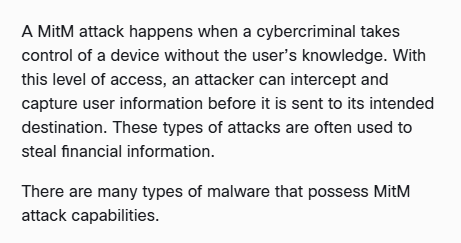 A MitM attack happens when a cybercriminal takes
control of a device without the user’s knowledge. With
this level of access, an attacker can intercept and
capture user information before it is sent to its intended
destination. These types of attacks are often used to
steal financial information.
There are many types of malware that possess MitM
attack capabilities.